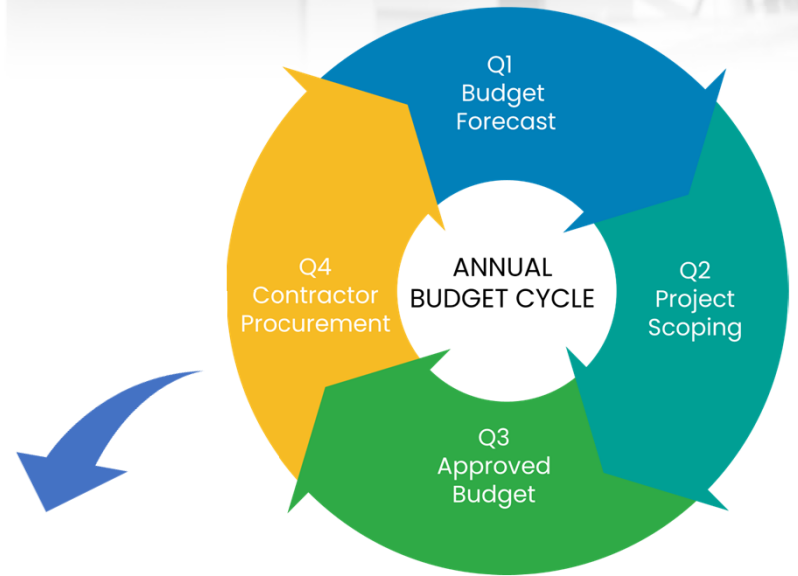 Q1
Budget
Forecast
ANNUAL
BUDGET CYCLE
Q2
Project
Scoping
Q3
Approved
Budget
Q4
Contractor
Procurement